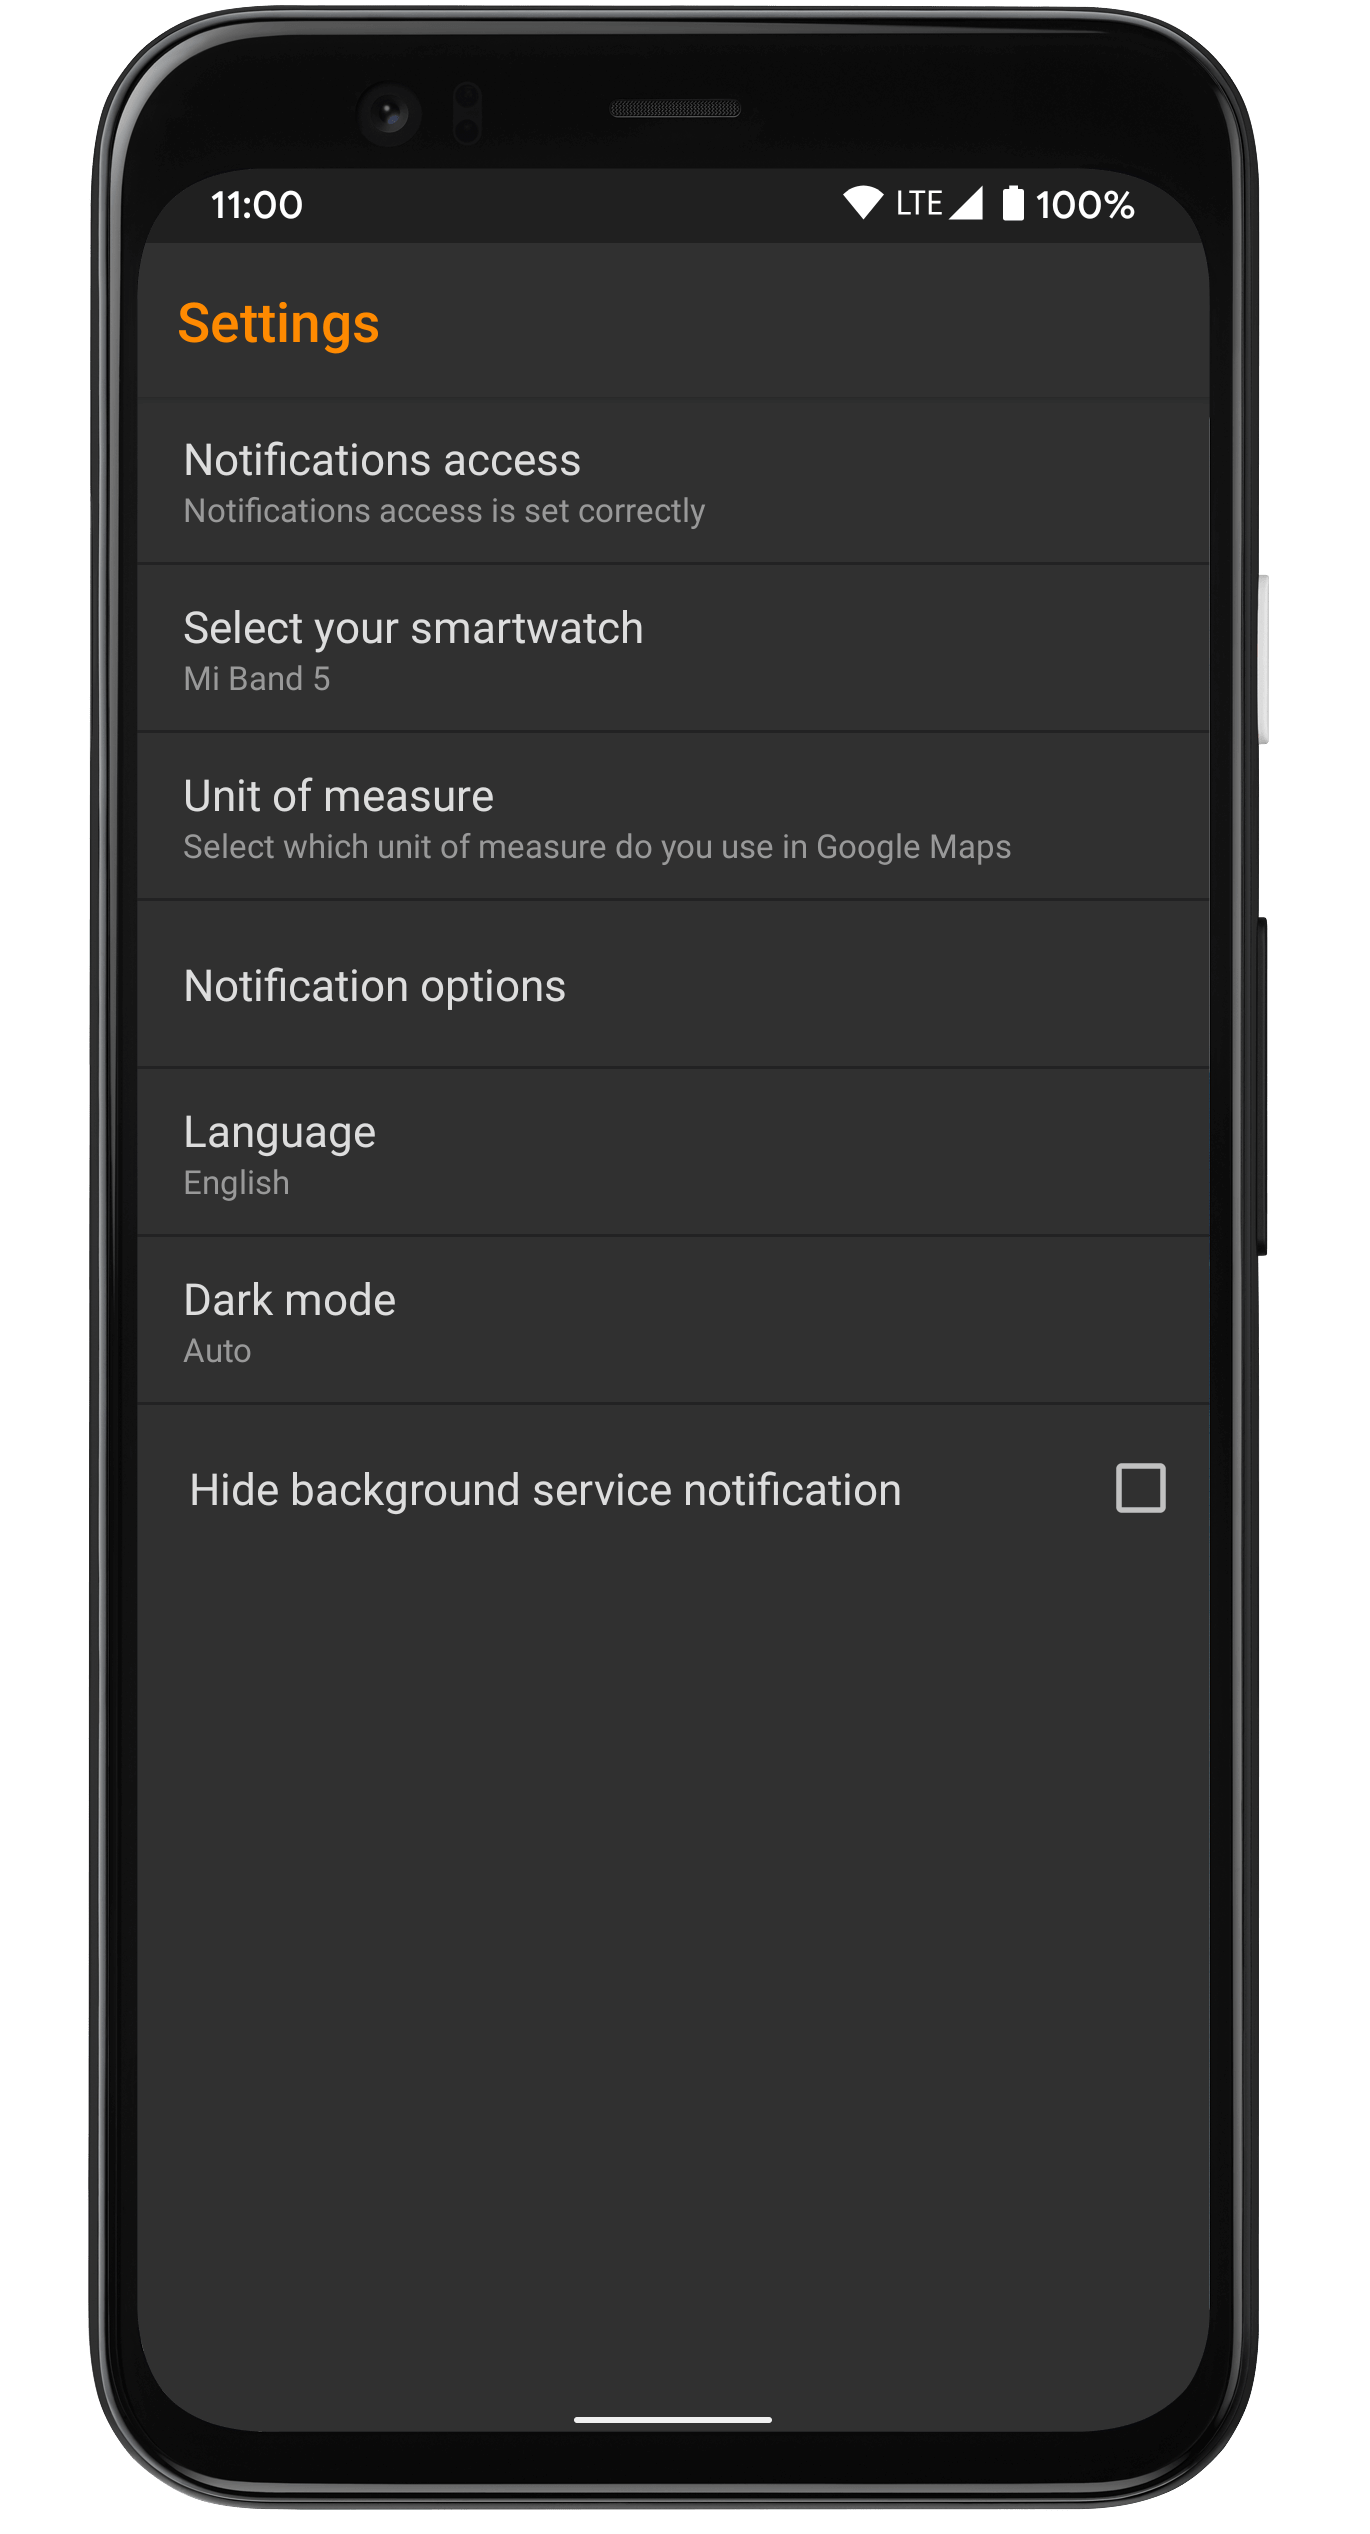 11:00 LTE 100%
Settings
Notifications access
Notifications access is set correctly
Select your smartwatch
Mi Band 5
Unit of measure
Select which unit of measure do you use in Google Maps
Notification options
Language
English
Dark mode
Auto
Hide background service notification